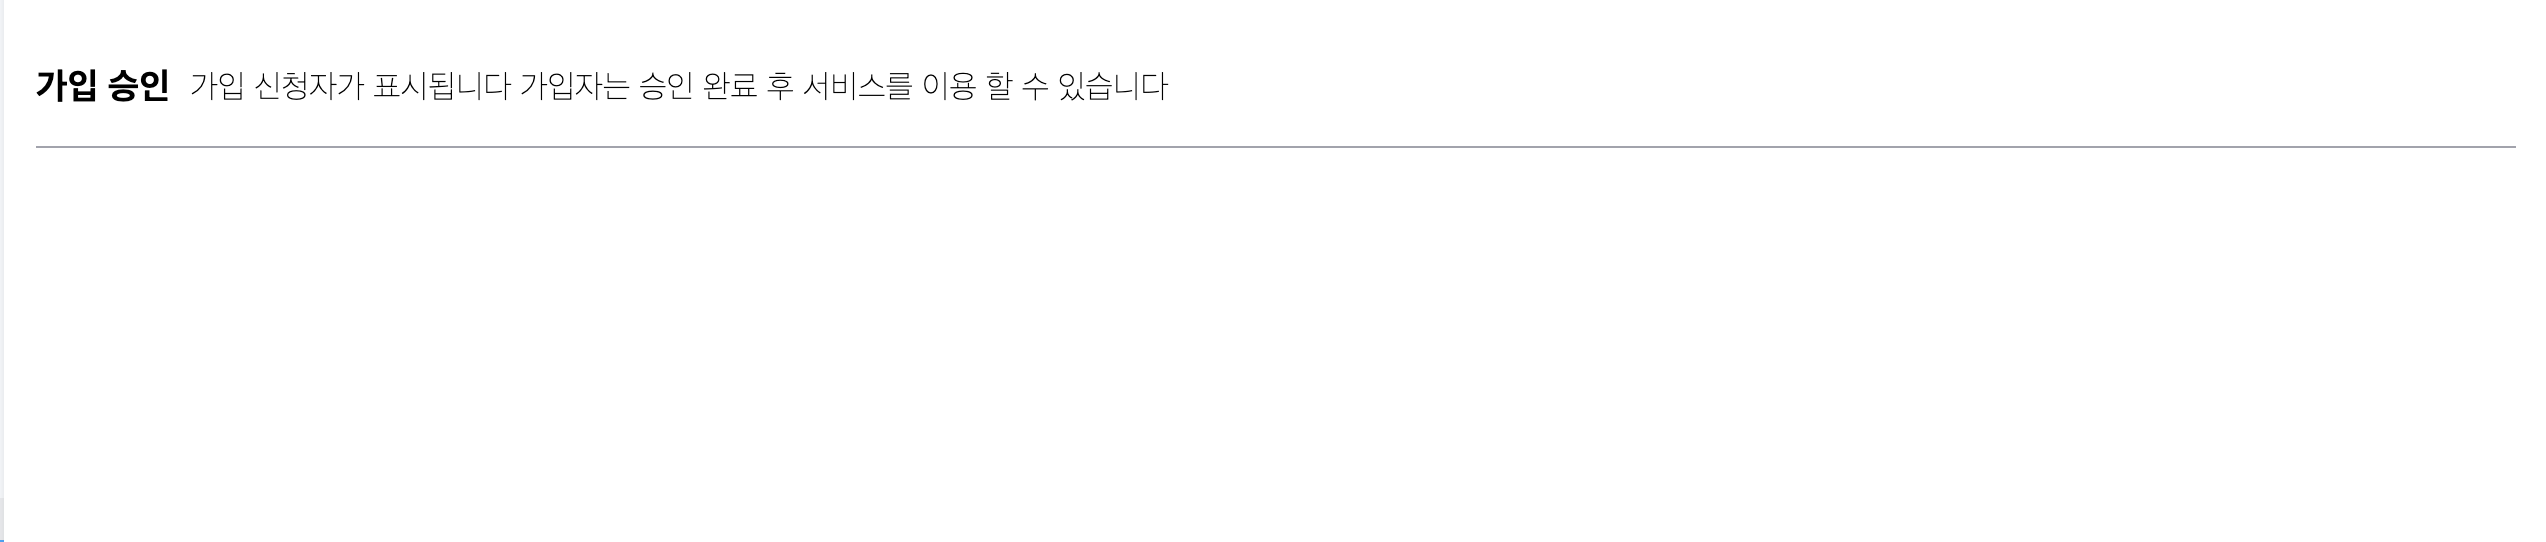 가입 승인 가입 신청자가 표시됩니다 가입자는 승인 완료 후 서비스를 이용 할 수 있습니다